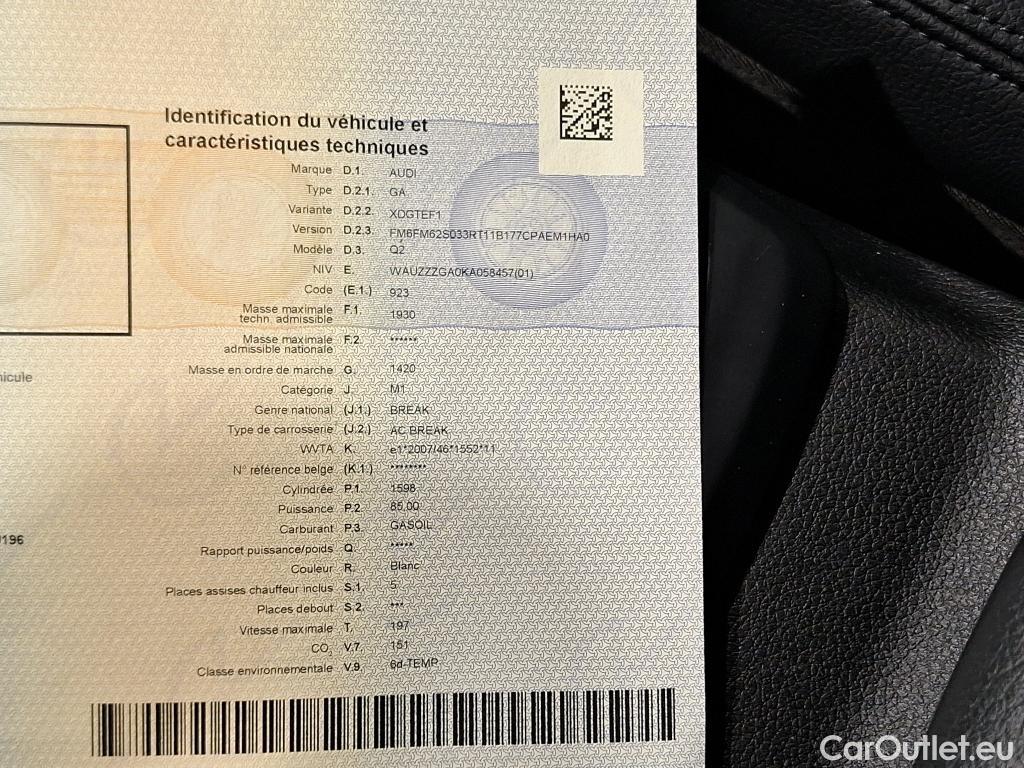 Identification du véhicule et
caractéristiques techniques
Marque D.1. AUDI
Type D.2.1. GA
Variante D.2.2. XDGTEF1
Version D.2.3. FM6FM62S033RT11B177CPAEM1HA0
Modèle D.3. Q2
NIV E. WAUZZZGA0KA058457(01)
Code (E.1.) 923
Masse maximale
techn. admissible F.1. 1930
Masse maximale
admissible nationale F.2. ******
Masse en ordre de marche G. 1420
Catégorie J. M1
Genre national (J.1.) BREAK
Type de carrosserie (J.2.) AC BREAK
WVTA K. e1*2007/46*1552*11
N° référence belge (K.1.) ********
Cylindrée P.1. 1598
Puissance P.2. 85,00
Carburant P.3. GASOIL
Rapport puissance/poids Q. *****
Couleur R. Blanc
Places assises chauffeur inclus S.1. 5
Places debout S.2. ***
Vitesse maximale T. 197
CO₂ V.7. 151
Classe environnementale V.9. 6d-TEMP
196
CarOutlet.eu